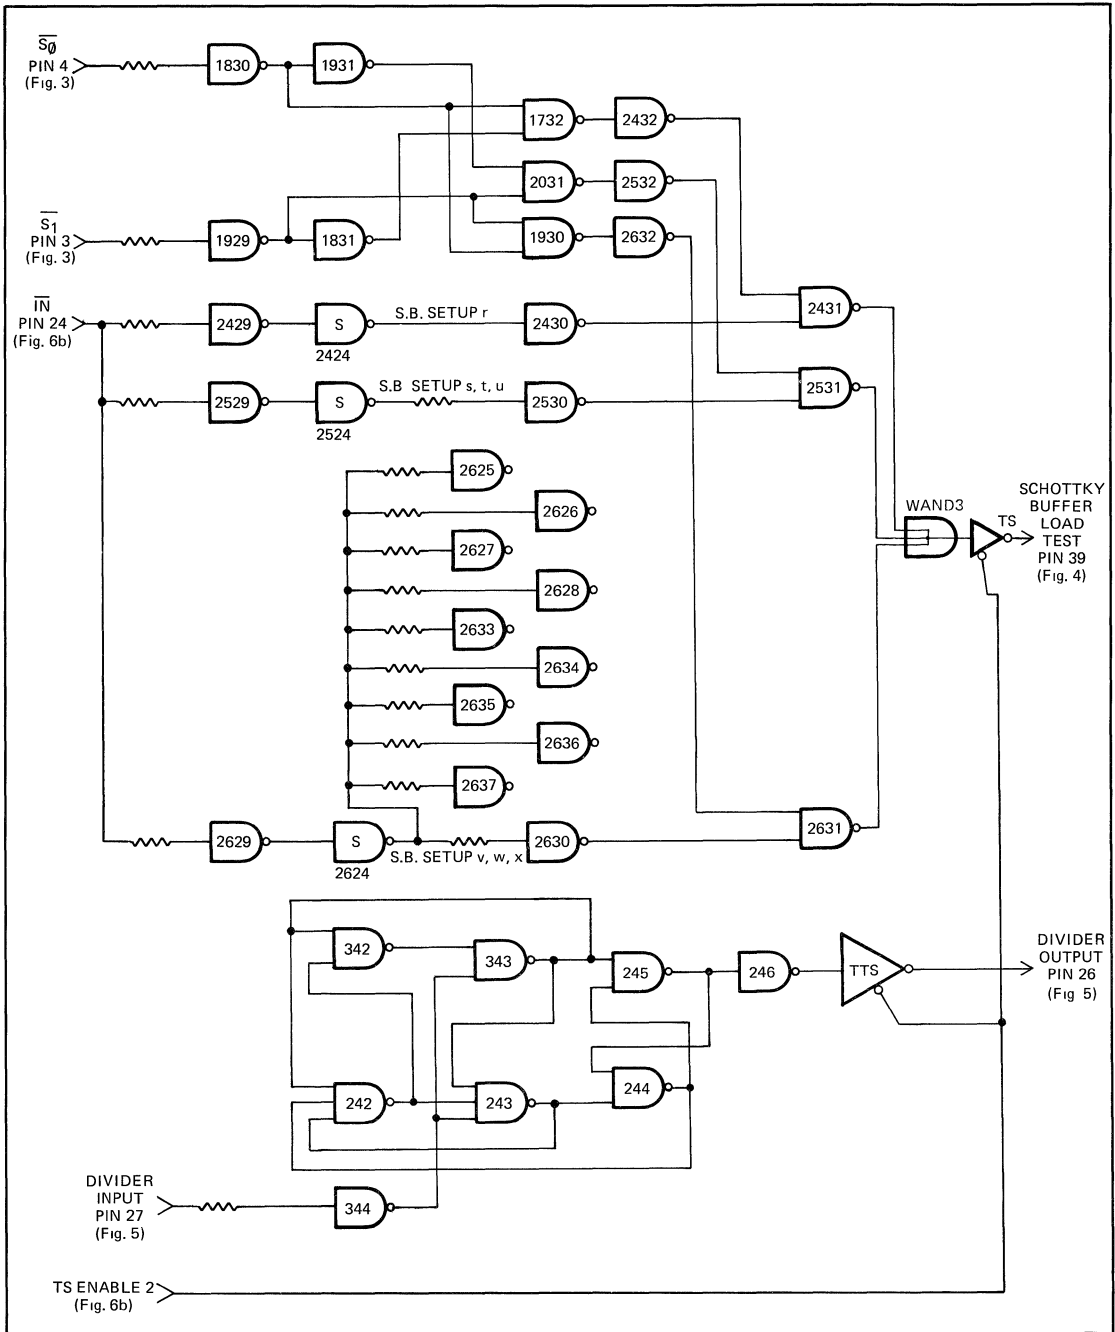 S0
PIN 4
(Fig. 3)
1830
1931
1732
2432
2031
2532
S1
PIN 3
(Fig. 3)
1929
1831
1930
2632
IN
PIN 24
(Fig. 6b)
2429
S
2424
S.B. SETUP r
2430
2431
2529
S
2524
S.B SETUP s, t, u
2530
2531
2625
2626
2627
2628
2633
2634
2635
2636
2637
WAND3
TS
SCHOTTKY
BUFFER
LOAD
TEST
PIN 39
(Fig. 4)
2629
S
2624
S.B. SETUP v, w, x
2630
2631
342
343
245
246
TTS
DIVIDER
OUTPUT
PIN 26
(Fig 5)
242
243
244
DIVIDER
INPUT
PIN 27
(Fig. 5)
344
TS ENABLE 2
(Fig. 6b)